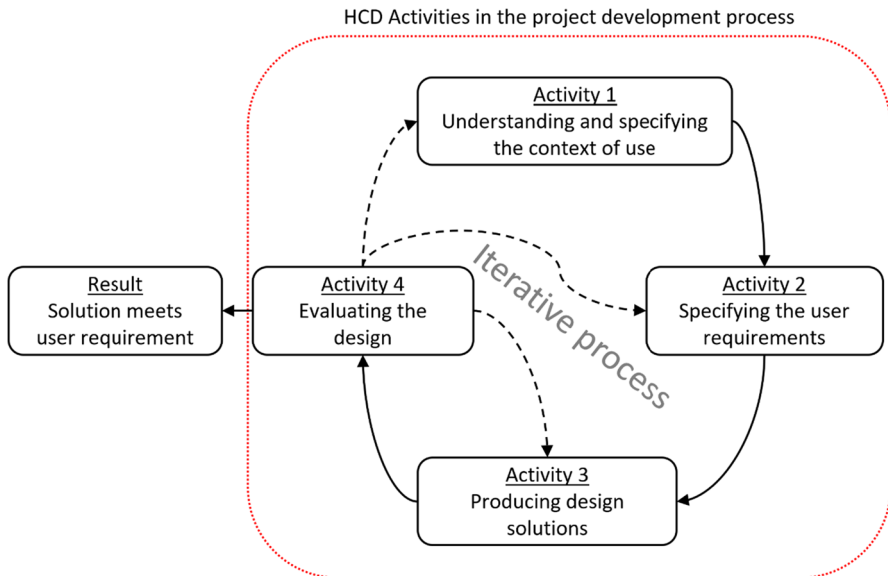 HCD Activities in the project development process
Activity 1
Understanding and specifying
the context of use
Result
Solution meets
user requirement
Activity 4
Evaluating the
design
Iterative process
Activity 2
Specifying the user
requirements
Activity 3
Producing design
solutions